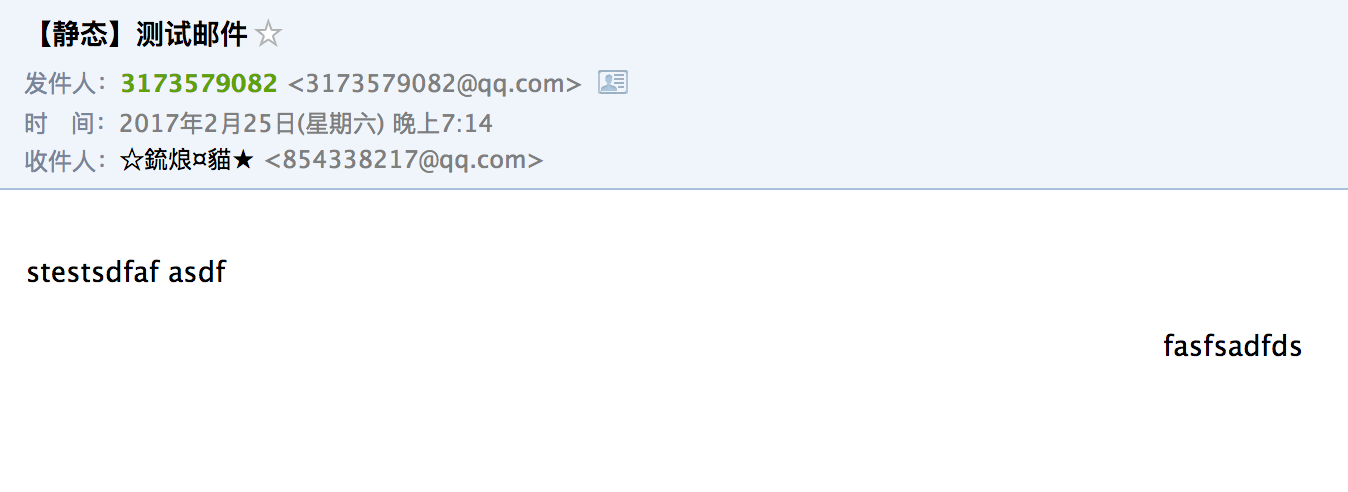 【静态】测试邮件☆
发件人：3173579082 <3173579082@qq.com>
时 间：2017年2月25日(星期六) 晚上7:14
收件人：☆銃烺¤貓★ <854338217@qq.com>
stestsdfaf asdf
fasfsadfds